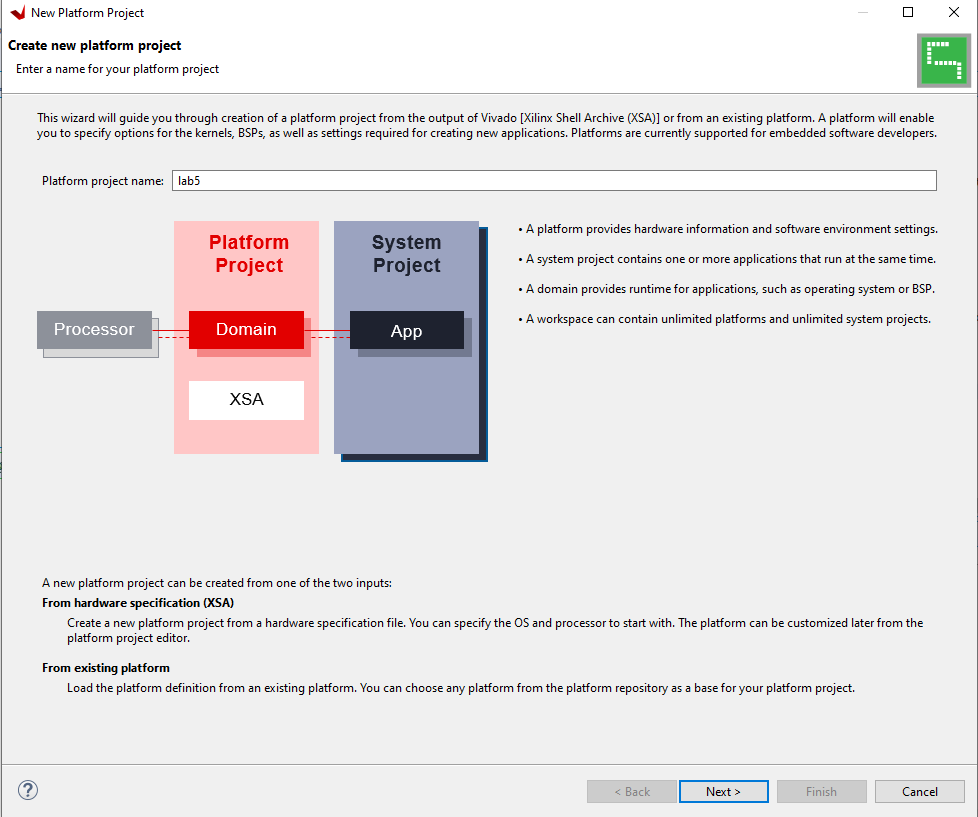 New Platform Project
Create new platform project
Enter a name for your platform project
This wizard will guide you through creation of a platform project from the output of Vivado [Xilinx Shell Archive (XSA)] or from an existing platform. A platform will enable
you to specify options for the kernels, BSPs, as well as settings required for creating new applications. Platforms are currently supported for embedded software developers.
Platform project name: lab5
Platform
Project
System
Project
Processor
Domain
App
XSA
• A platform provides hardware information and software environment settings.
• A system project contains one or more applications that run at the same time.
• A domain provides runtime for applications, such as operating system or BSP.
• A workspace can contain unlimited platforms and unlimited system projects.
A new platform project can be created from one of the two inputs:
From hardware specification (XSA)
Create a new platform project from a hardware specification file. You can specify the OS and processor to start with. The platform can be customized later from the
platform project editor.
From existing platform
Load the platform definition from an existing platform. You can choose any platform from the platform repository as a base for your platform project.
?
< Back
Next >
Finish
Cancel